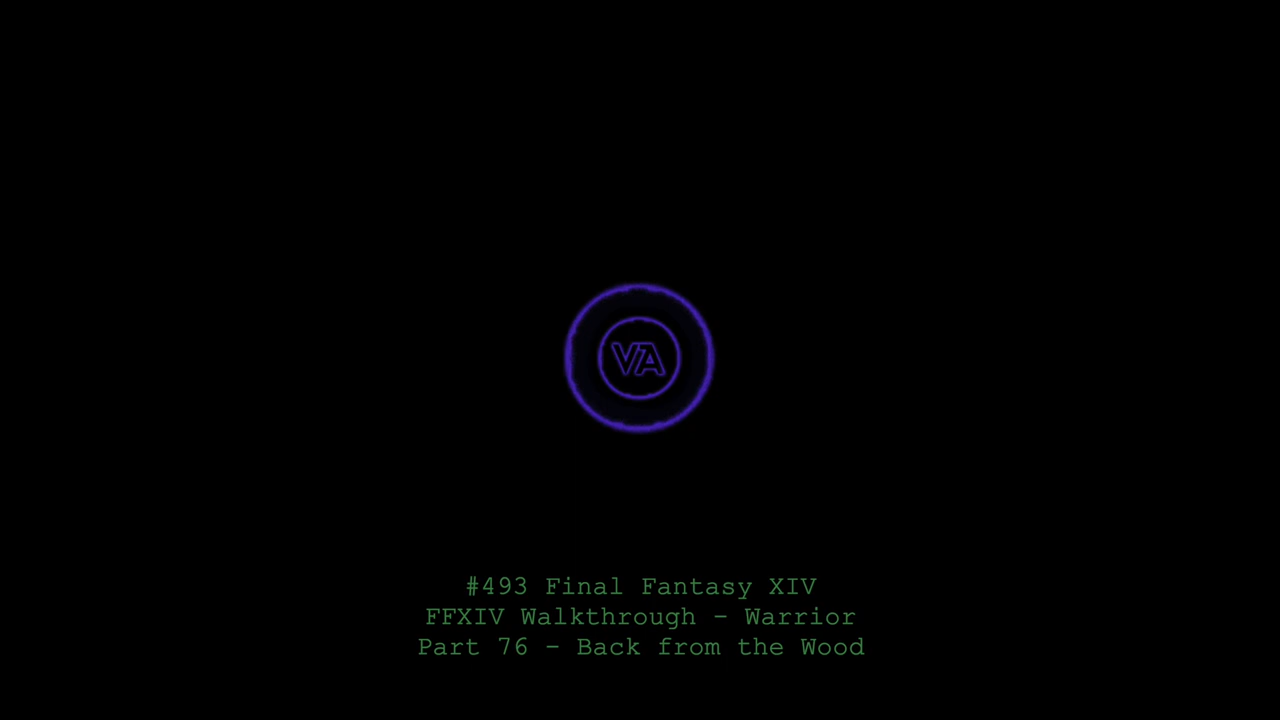 VA
#493 Final Fantasy XIV
FFXIV Walkthrough - Warrior
Part 76 - Back from the Wood